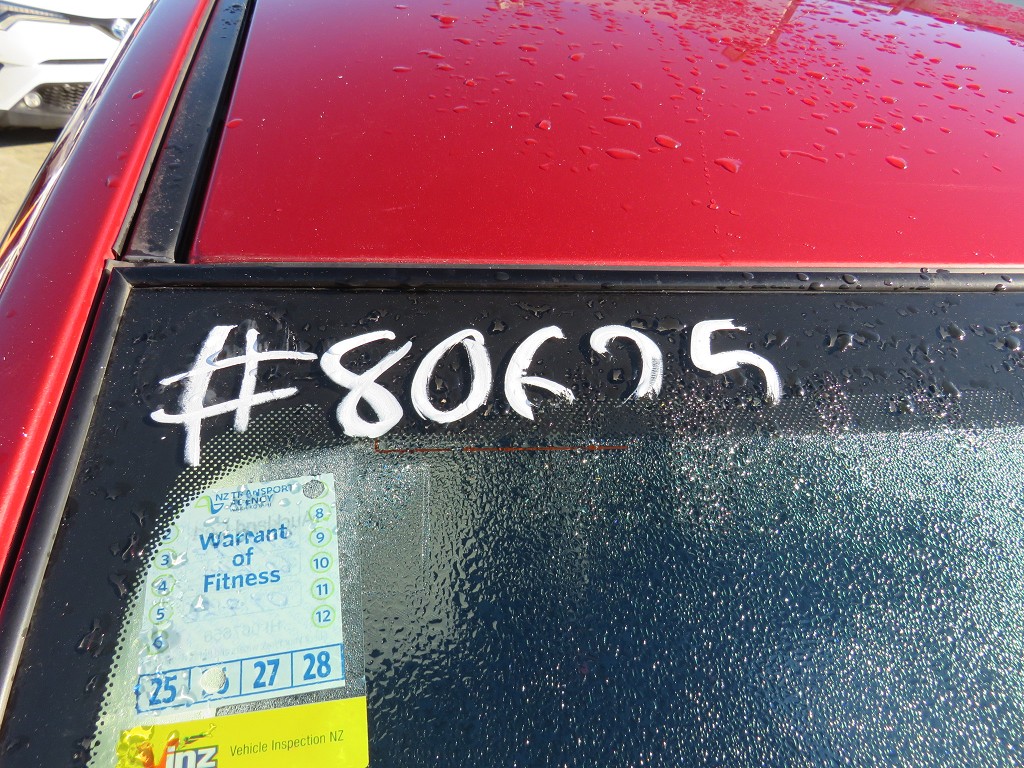 #80675
NZ TRANSPORT
AGENCY
Warrant
of
Fitness
2
3
4
5
6
8
9
10
11
12
25 27 28
Vehicle Inspection NZ